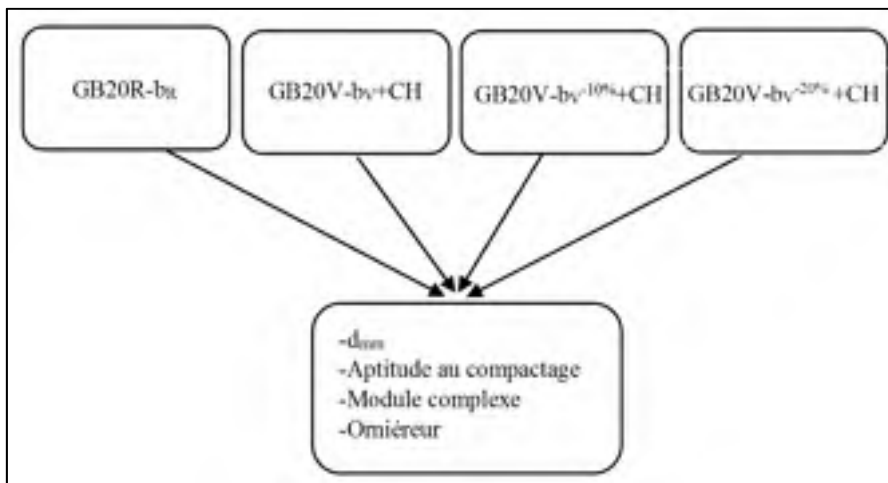 GB20R-bR
GB20V-bV+CH
GB20V-bV-10%+CH
GB20V-bV-20% +CH
-dmm
-Aptitude au compactage
-Module complexe
-Orniéreur